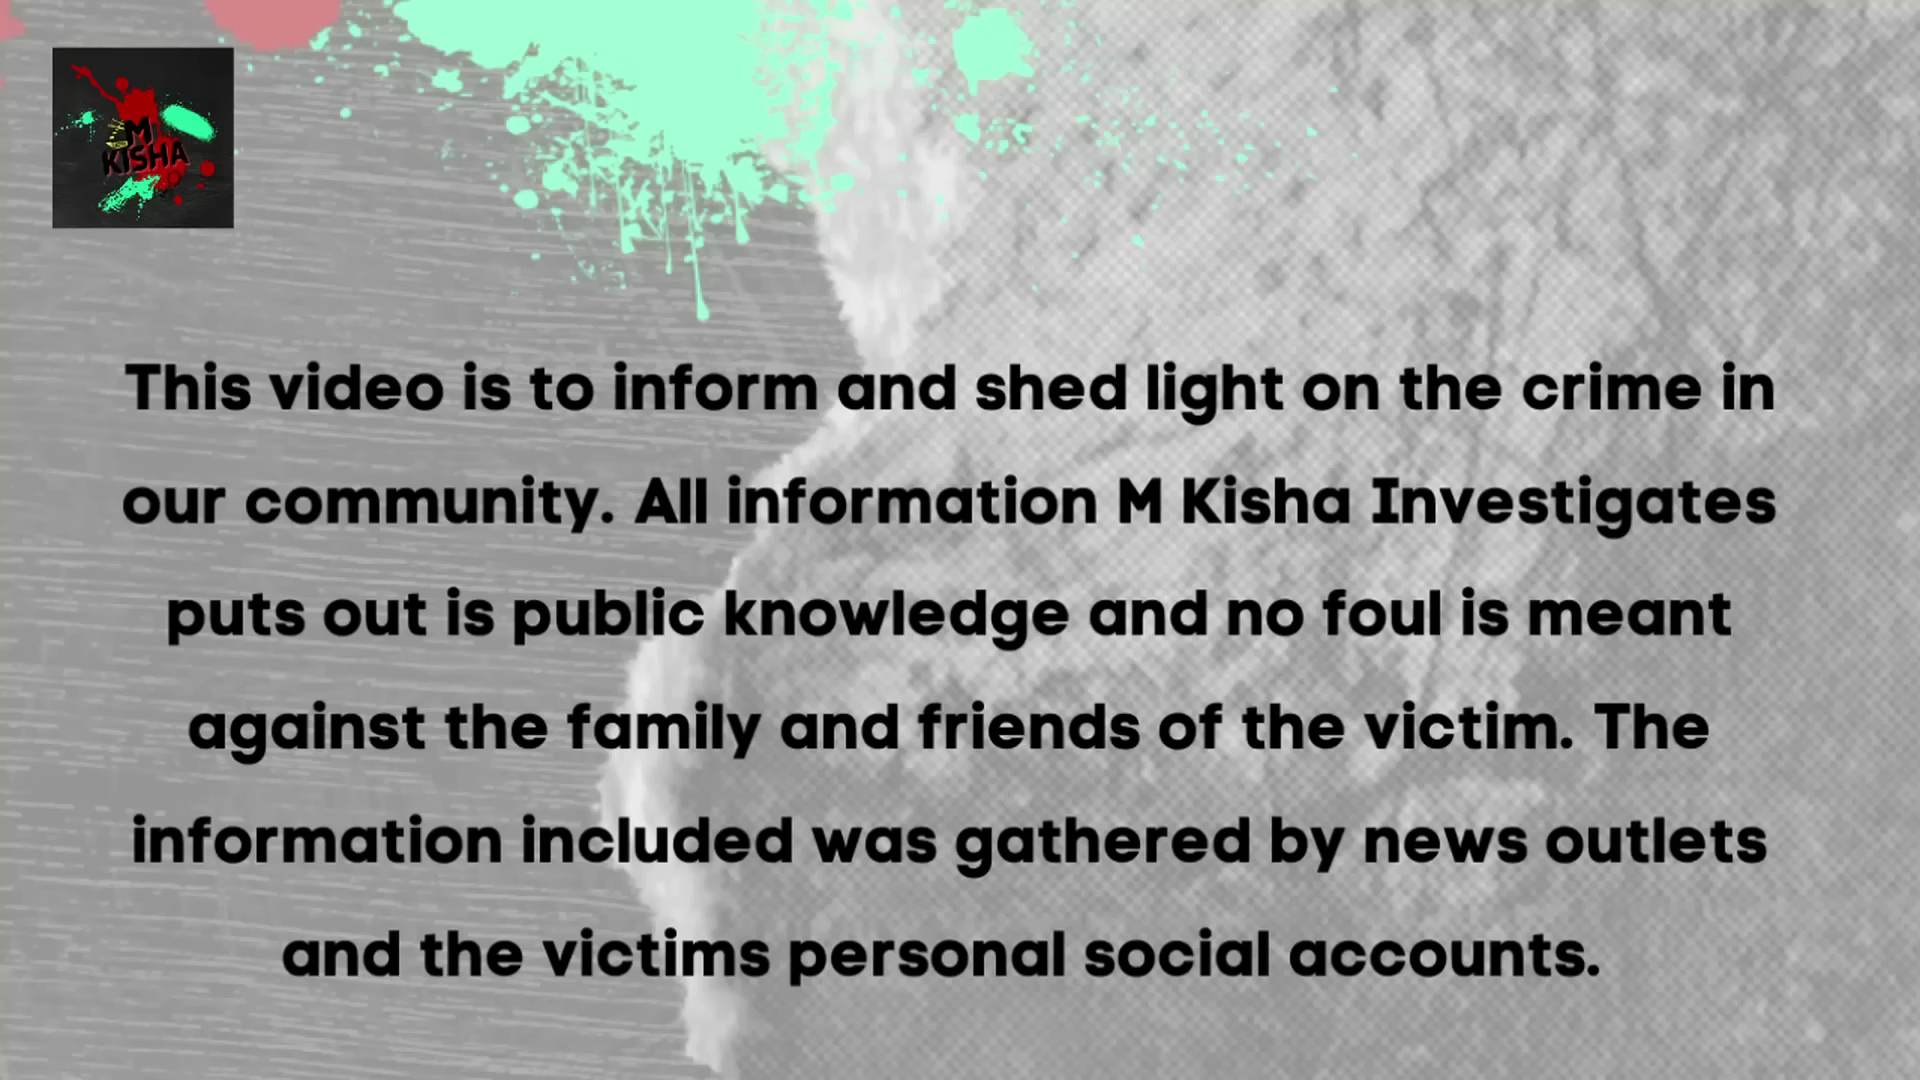 M
KISHA
This video is to inform and shed light on the crime in
our community. All information M Kisha Investigates
puts out is public knowledge and no foul is meant
against the family and friends of the victim. The
information included was gathered by news outlets
and the victims personal social accounts.